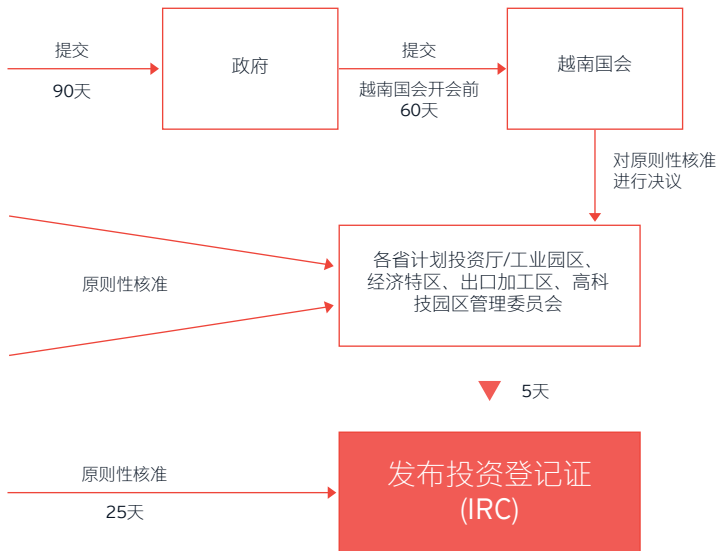 提交
90天
政府
提交
越南国会开会前
60天
越南国会
对原则性核准
进行决议
原则性核准
各省计划投资厅/工业园区、
经济特区、出口加工区、高科
技园区管理委员会
5天
原则性核准
25天
发布投资登记证
(IRC)